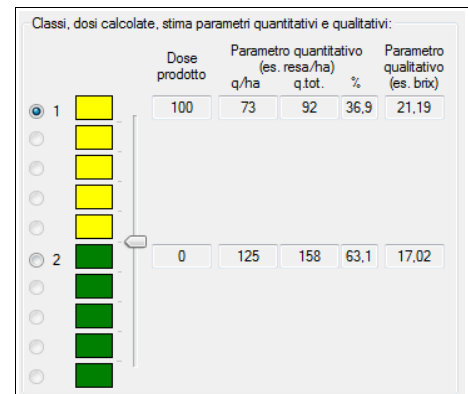 Classi, dosi calcolate, stima parametri quantitativi e qualitativi:
Dose prodotto
Parametro quantitativo (es. resa/ha)
Parametro qualitativo (es. brix)
q/ha q.tot. %
1 100 73 92 36,9 21,19
2 0 125 158 63,1 17,02